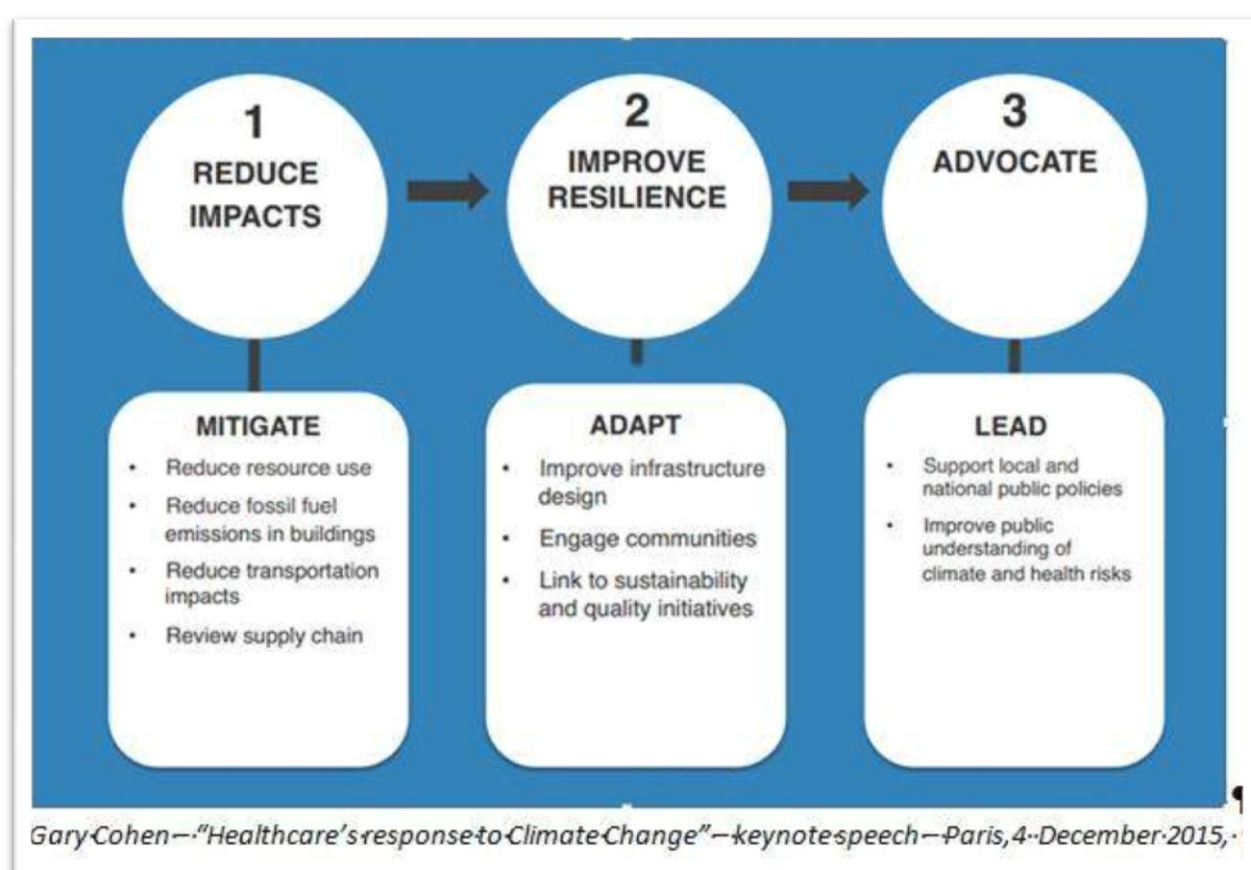 1
REDUCE
IMPACTS
2
IMPROVE
RESILIENCE
3
ADVOCATE
MITIGATE
• Reduce resource use
• Reduce fossil fuel
emissions in buildings
• Reduce transportation
impacts
• Review supply chain
ADAPT
• Improve infrastructure
design
• Engage communities
• Link to sustainability
and quality initiatives
LEAD
• Support local and
national public policies
• Improve public
understanding of
climate and health risks
¶
Gary·Cohen·–·"Healthcare's·response·to·Climate·Change"·–·keynote·speech·–·Paris,·4··December·2015,·